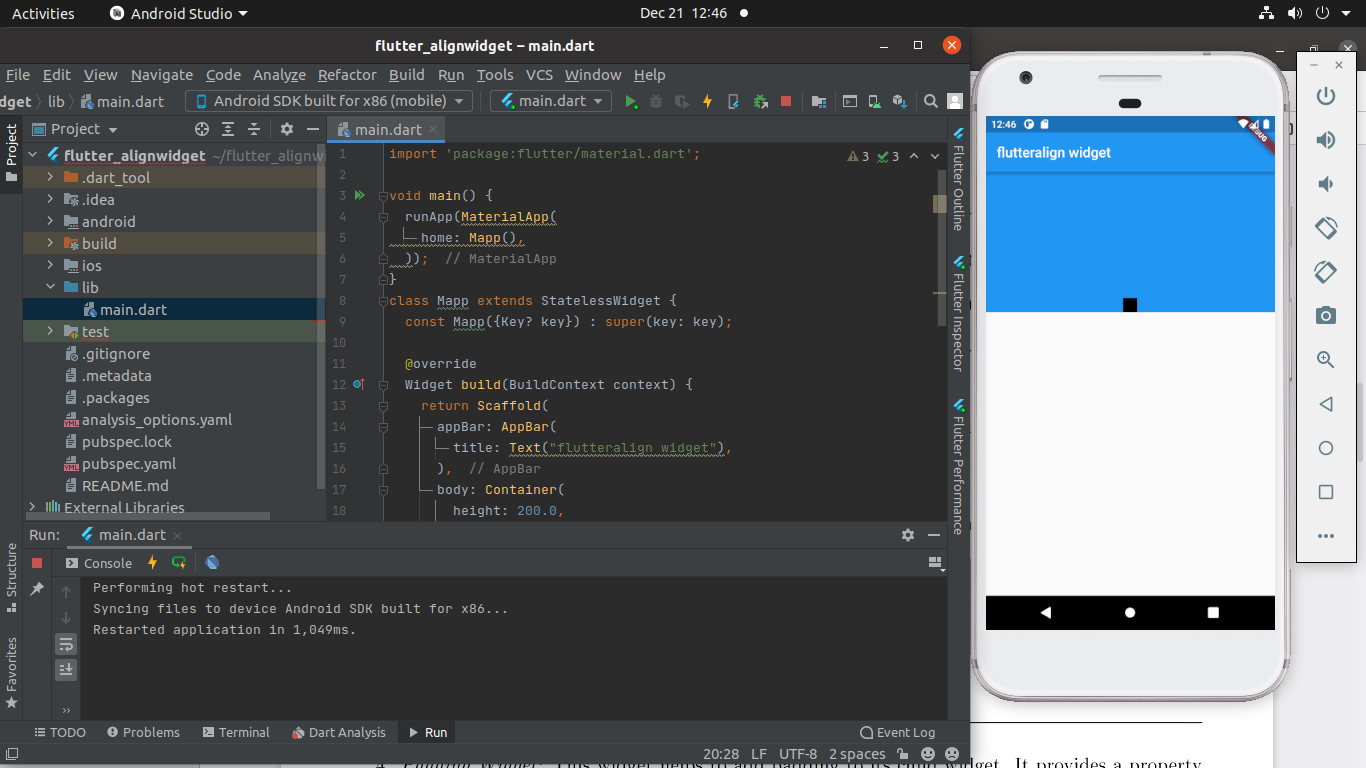 Activities
Android Studio
Dec 21 12:46
flutter_alignwidget – main.dart
File Edit View Navigate Code Analyze Refactor Build Run Tools VCS Window Help
dget lib main.dart
Android SDK built for x86 (mobile)
main.dart
Project
Project
flutter_alignwidget ~/flutter_alignwi
.dart_tool
.idea
android
build
ios
lib
main.dart
test
.gitignore
.metadata
.packages
analysis_options.yaml
pubspec.lock
pubspec.yaml
README.md
External Libraries
main.dart
3 3
1 import 'package:flutter/material.dart';
2
3 void main() {
4 runApp(MaterialApp(
5 home: Mapp(),
6 )); // MaterialApp
7 }
8 class Mapp extends StatelessWidget {
9 const Mapp({Key? key}) : super(key: key);
10
11 @override
12 Widget build(BuildContext context) {
13 return Scaffold(
14 appBar: AppBar(
15 title: Text("flutteralign widget"),
16 ), // AppBar
17 body: Container(
18 height: 200.0,
Flutter Outline
Flutter Inspector
Flutter Performance
Run: main.dart
Console
Performing hot restart...
Syncing files to device Android SDK built for x86...
Restarted application in 1,049ms.
Structure
Favorites
TODO Problems Terminal Dart Analysis Run Event Log
20:28 LF UTF-8 2 spaces
12:46
DEBUG
flutteralign widget
This widget helps to add padding to its child widget. It provides a property